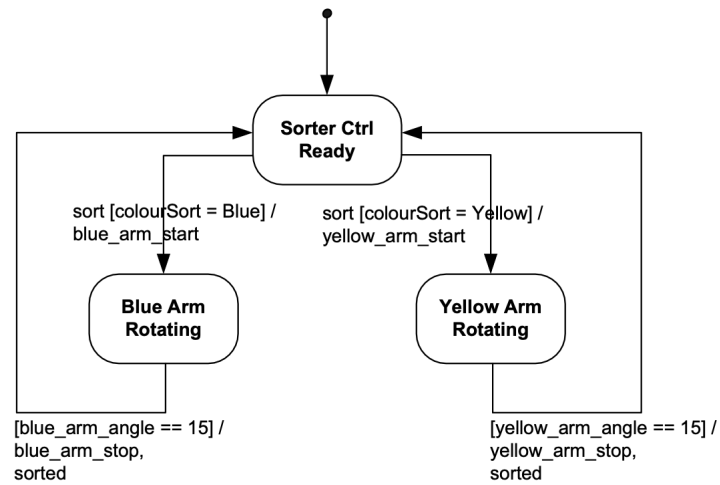 Sorter Ctrl
Ready
sort [colourSort = Blue] /
blue_arm_start
sort [colourSort = Yellow] /
yellow_arm_start
Blue Arm
Rotating
Yellow Arm
Rotating
[blue_arm_angle == 15] /
blue_arm_stop,
sorted
[yellow_arm_angle == 15] /
yellow_arm_stop,
sorted